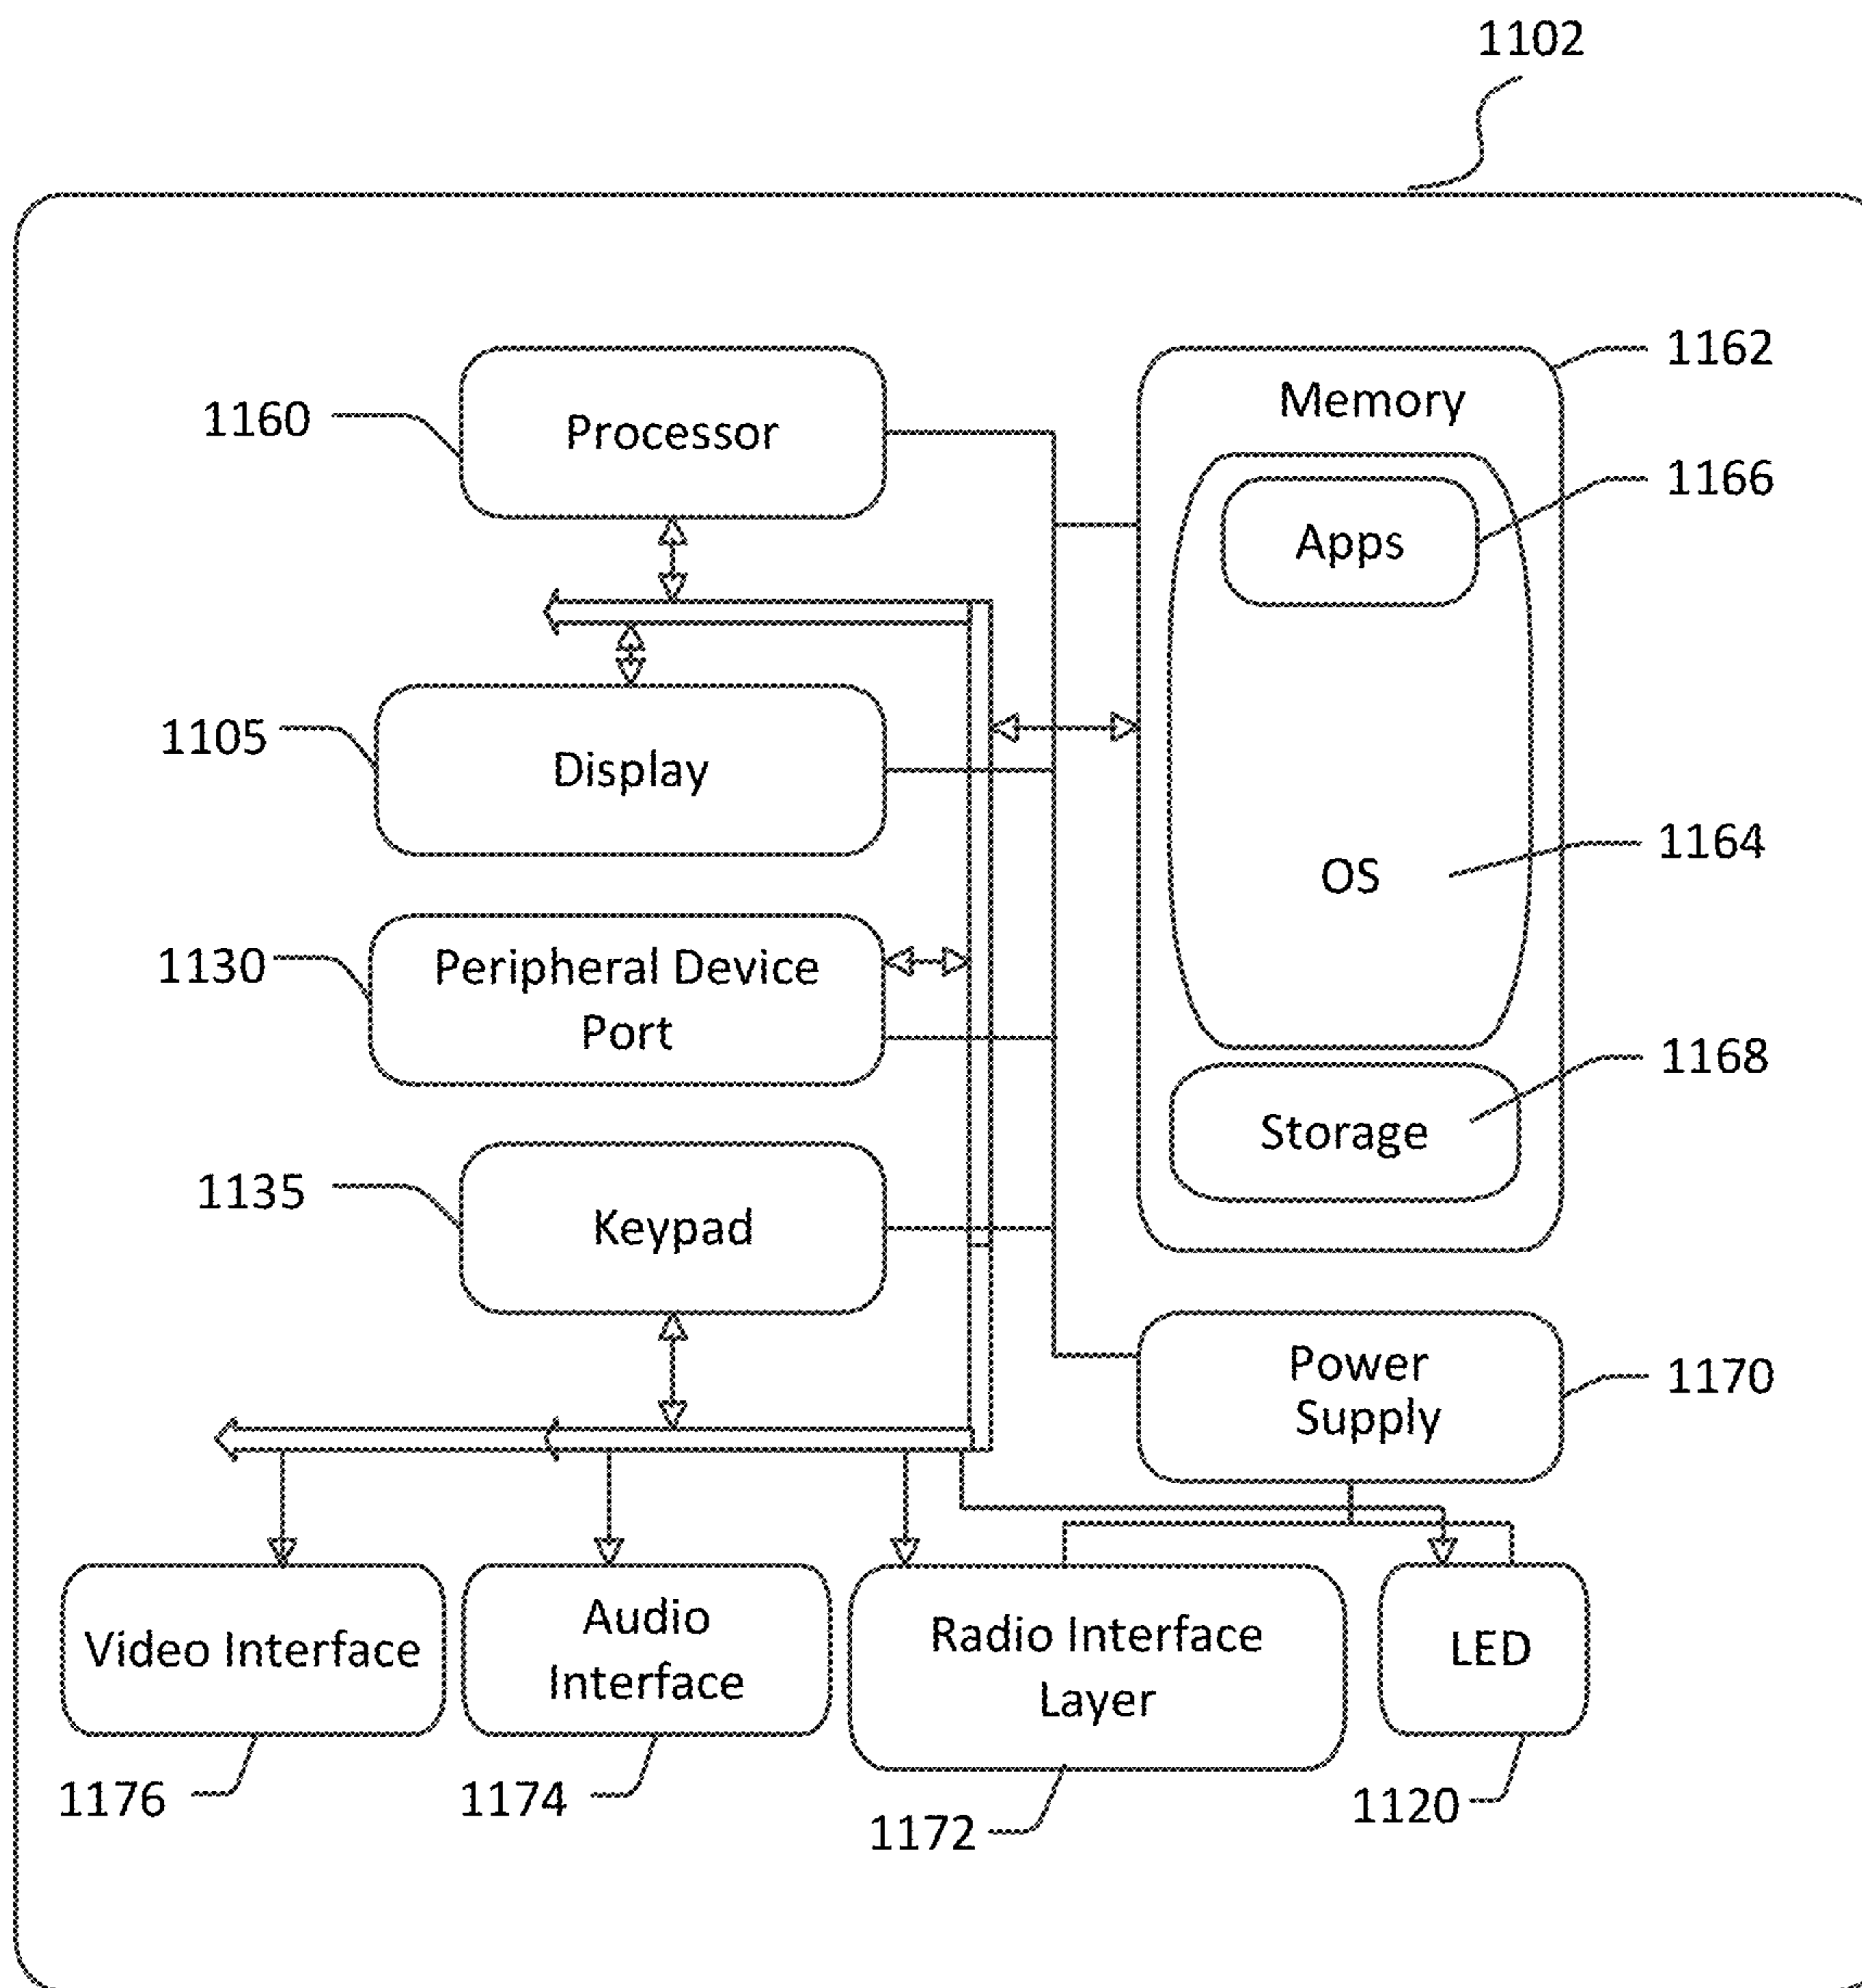 1102
1162
Memory
1160
Processor
1166
Apps
1105
Display
1164
OS
1130
Peripheral Device
Port
1168
Storage
1135
Keypad
Power
Supply
1170
Video Interface
Audio
Interface
Radio Interface
Layer
LED
1176
1174
1172
1120